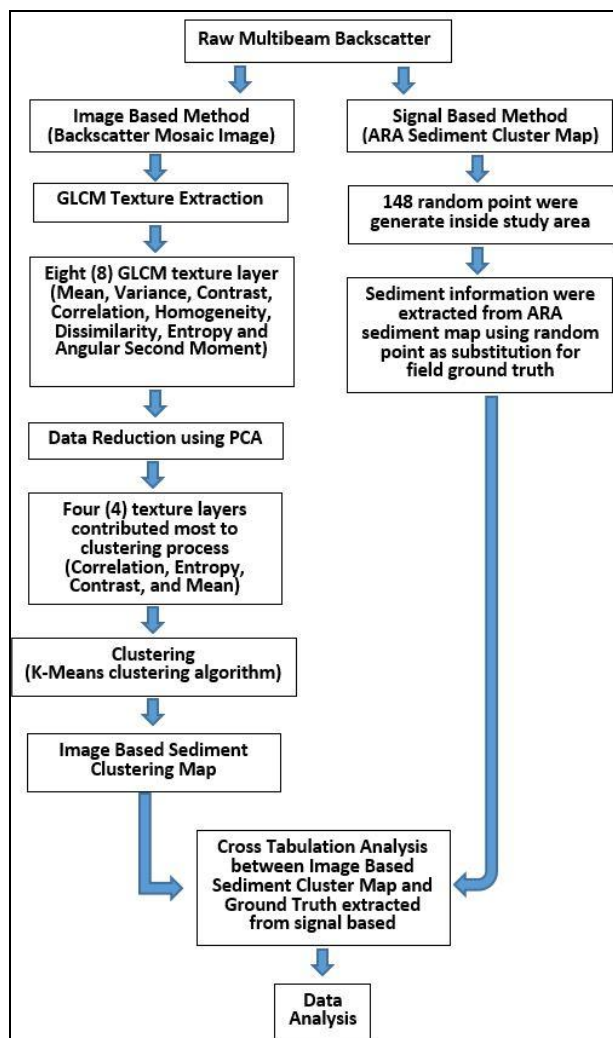 Raw Multibeam Backscatter
Image Based Method
(Backscatter Mosaic Image)
Signal Based Method
(ARA Sediment Cluster Map)
GLCM Texture Extraction
148 random point were
generate inside study area
Eight (8) GLCM texture layer
(Mean, Variance, Contrast,
Correlation, Homogeneity,
Dissimilarity, Entropy and
Angular Second Moment)
Sediment information were
extracted from ARA
sediment map using random
point as substitution for
field ground truth
Data Reduction using PCA
Four (4) texture layers
contributed most to
clustering process
(Correlation, Entropy,
Contrast, and Mean)
Clustering
(K-Means clustering algorithm)
Image Based Sediment
Clustering Map
Cross Tabulation Analysis
between Image Based
Sediment Cluster Map and
Ground Truth extracted
from signal based
Data
Analysis